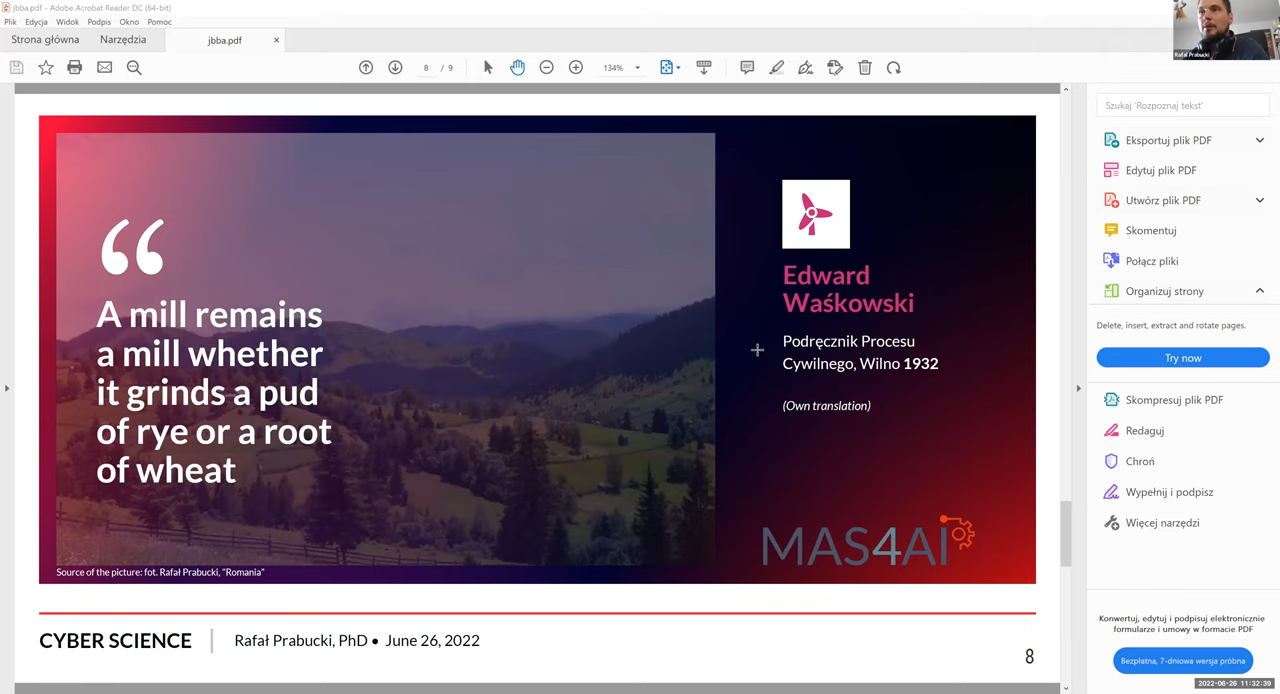 jbba.pdf - Adobe Acrobat Reader DC (64-bit)
Plik Edycja Widok Podpis Okno Pomoc
Strona główna Narzędzia jbba.pdf ×
8 / 9 134%
Rafał Prabucki
“
A mill remains
a mill whether
it grinds a pud
of rye or a root
of wheat
Edward
Waśkowski
Podręcznik Procesu
Cywilnego, Wilno 1932
(Own translation)
MAS4AI
Source of the picture: fot. Rafał Prabucki, "Romania"
CYBER SCIENCE | Rafał Prabucki, PhD • June 26, 2022
8
Szukaj 'Rozpoznaj tekst'
Eksportuj plik PDF
Edytuj plik PDF
Utwórz plik PDF
Skomentuj
Połącz pliki
Organizuj strony
Delete, insert, extract and rotate pages.
Try now
Skompresuj plik PDF
Redaguj
Chroń
Wypełnij i podpisz
Więcej narzędzi
Konwertuj, edytuj i podpisuj elektronicznie
formularze i umowy w formacie PDF
Bezpłatna, 7-dniowa wersja próbna
2022-06-26 11:32:39